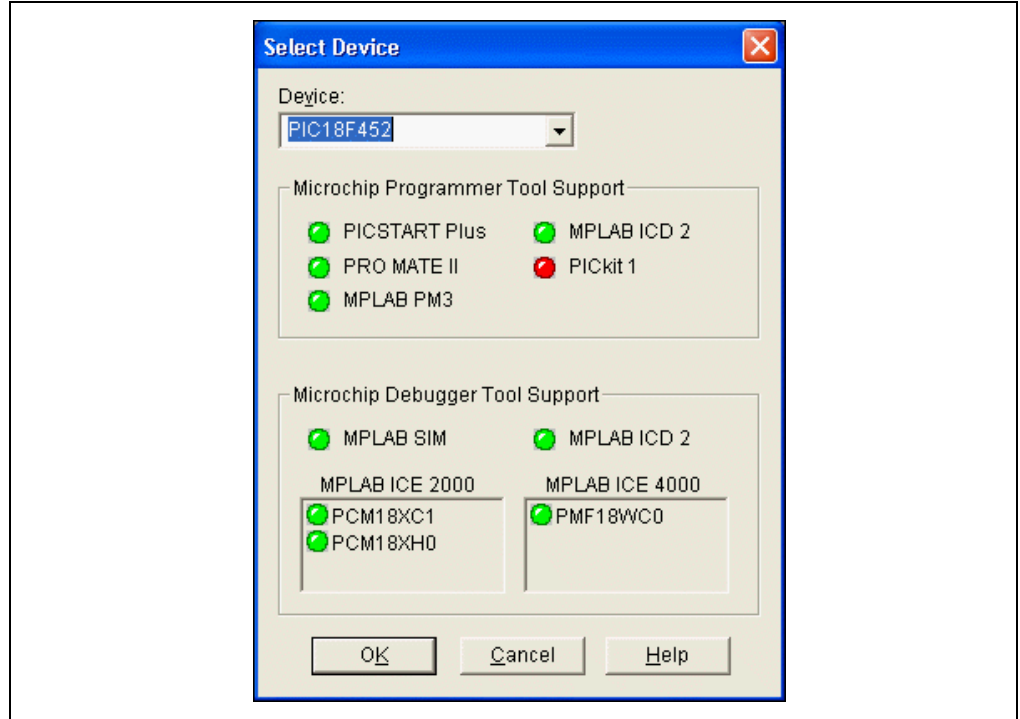 Select Device
Device:
PIC18F452
Microchip Programmer Tool Support
PICSTART Plus MPLAB ICD 2
PRO MATE II PICkit 1
MPLAB PM3
Microchip Debugger Tool Support
MPLAB SIM MPLAB ICD 2
MPLAB ICE 2000 MPLAB ICE 4000
PCM18XC1 PMF18WC0
PCM18XH0
OK Cancel Help